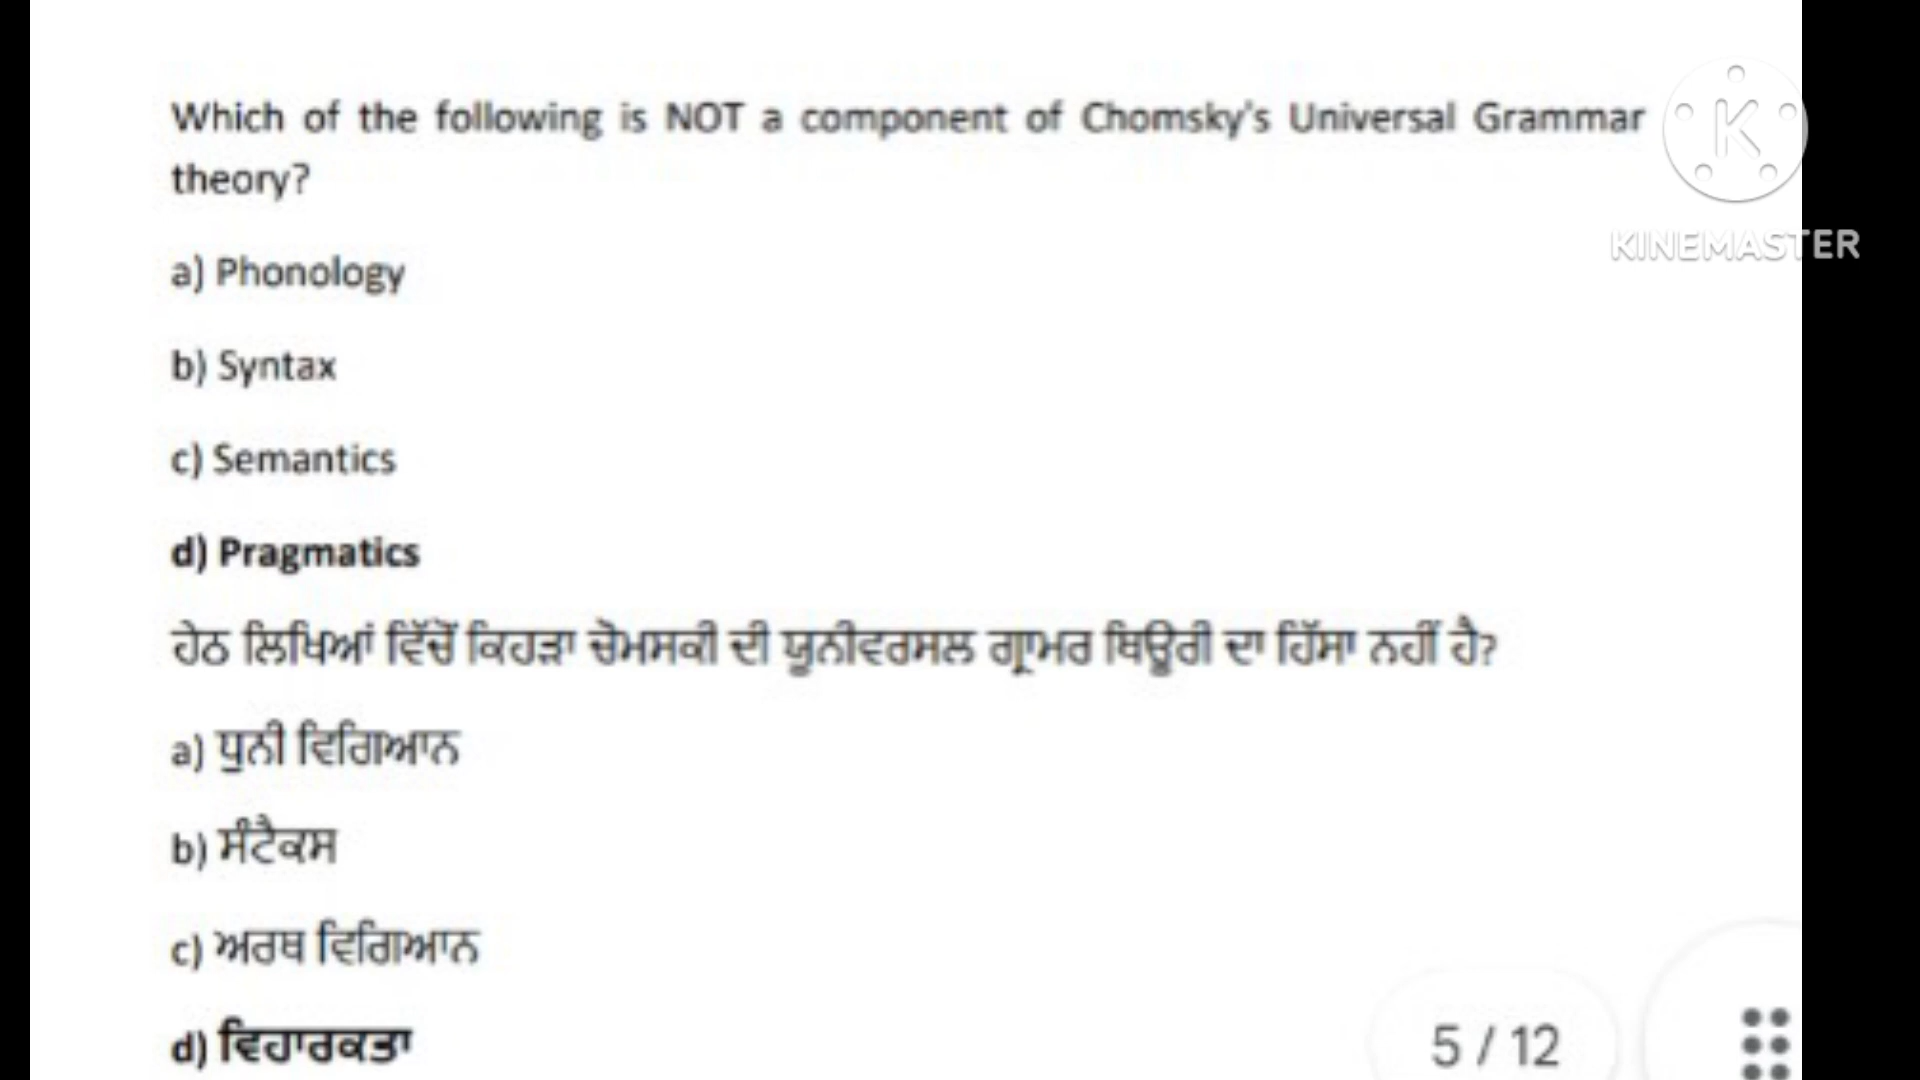 Which of the following is NOT a component of Chomsky's Universal Grammar
theory?
a) Phonology
b) Syntax
c) Semantics
d) Pragmatics
ਹੇਠ ਲਿਖਿਆਂ ਵਿੱਚੋਂ ਕਿਹੜਾ ਚੋਮਸਕੀ ਦੀ ਯੂਨੀਵਰਸਲ ਗ੍ਰਾਮਰ ਥਿਊਰੀ ਦਾ ਹਿੱਸਾ ਨਹੀਂ ਹੈ?
a) ਧੁਨੀ ਵਿਗਿਆਨ
b) ਸੰਟੈਕਸ
c) ਅਰਥ ਵਿਗਿਆਨ
d) ਵਿਹਾਰਕਤਾ
5 / 12
K
KINEMASTER